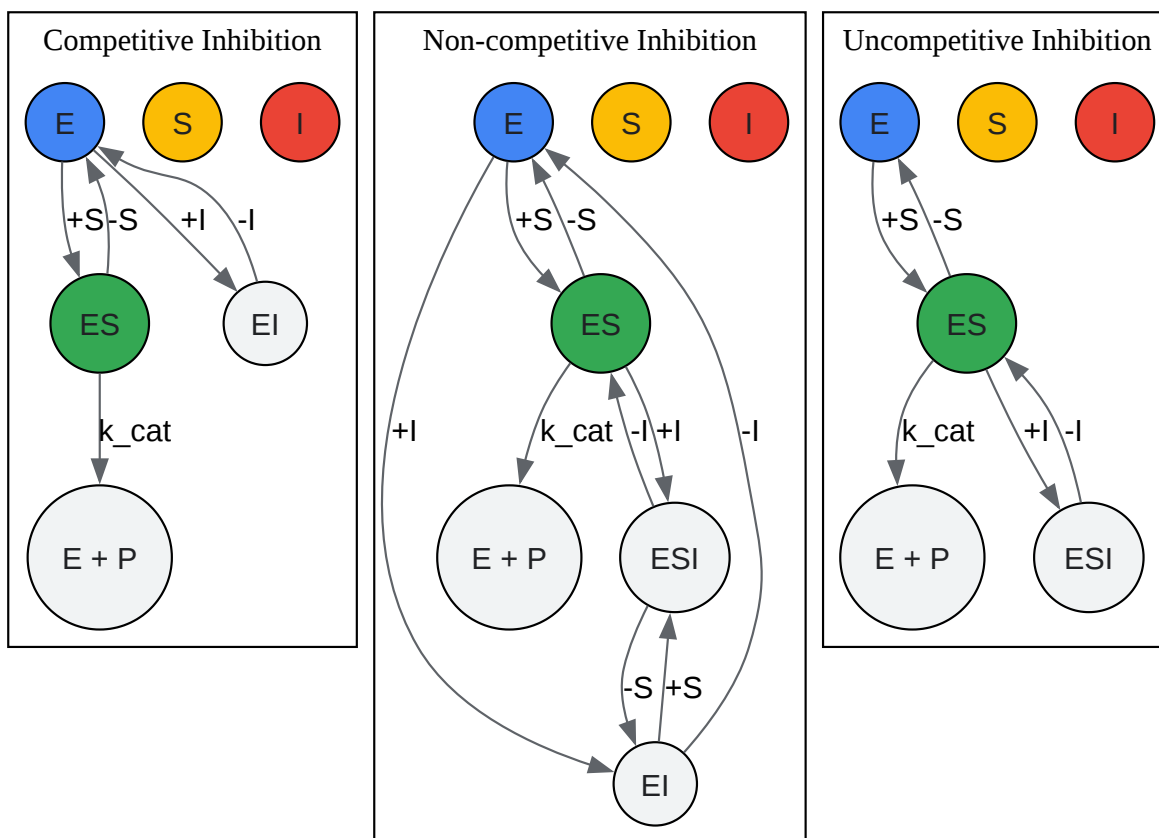 Competitive Inhibition
E
S
I
+S
-S
+I
-I
ES
EI
k_cat
E + P
Non-competitive Inhibition
E
S
I
+S
-S
ES
+I
k_cat
-I
+I
-I
E + P
ESI
-S
+S
EI
Uncompetitive Inhibition
E
S
I
+S
-S
ES
k_cat
+I
-I
E + P
ESI